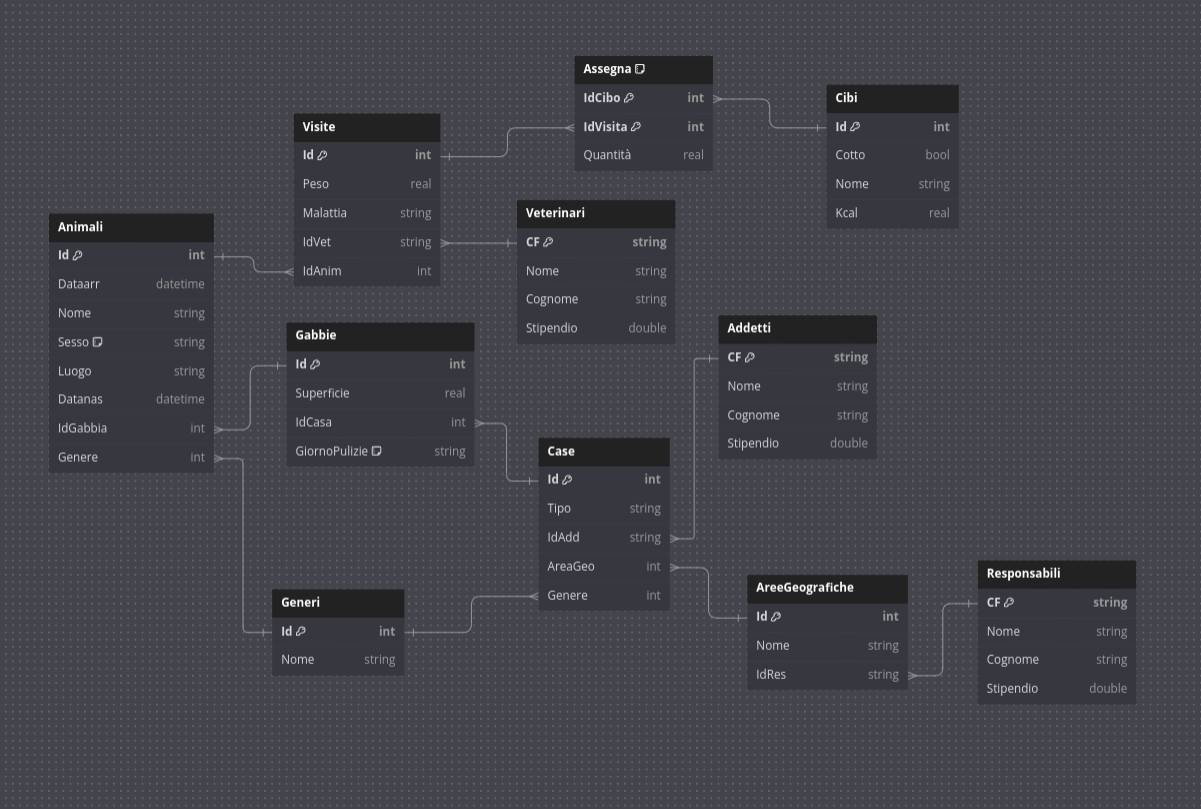 Assegna
IdCibo int
IdVisita int
Quantità real
Cibi
Id int
Cotto bool
Nome string
Kcal real
Visite
Id int
Peso real
Malattia string
IdVet string
IdAnim int
Veterinari
CF string
Nome string
Cognome string
Stipendio double
Animali
Id int
Dataarr datetime
Nome string
Sesso string
Luogo string
Datanas datetime
IdGabbia int
Genere int
Gabbie
Id int
Superficie real
IdCasa int
GiornoPulizie string
Addetti
CF string
Nome string
Cognome string
Stipendio double
Case
Id int
Tipo string
IdAdd string
AreaGeo int
Genere int
Generi
Id int
Nome string
AreeGeografiche
Id int
Nome string
IdRes string
Responsabili
CF string
Nome string
Cognome string
Stipendio double